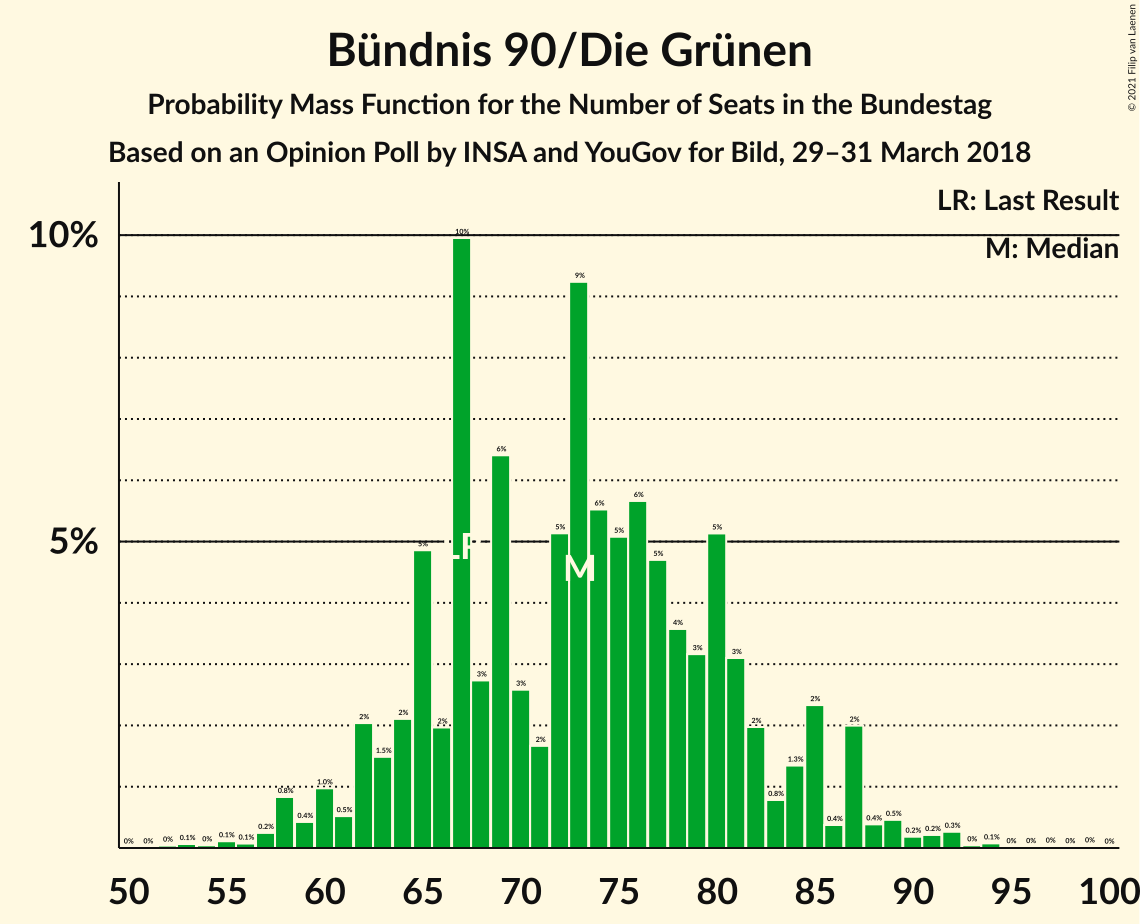 Bündnis 90/Die Grünen
Probability Mass Function for the Number of Seats in the Bundestag
Based on an Opinion Poll by INSA and YouGov for Bild, 29–31 March 2018
© 2021 Filip van Laenen
LR: Last Result
M: Median
10%
5%
0% 0% 0% 0.1% 0% 0.1% 0.1% 0.2% 0.8% 0.4% 1.0% 0.5% 2% 1.5% 2% 5% 2% 10% 3% 6% 3% 2% 5% 9% 6% 5% 6% 5% 4% 3% 5% 3% 2% 0.8% 1.3% 2% 0.4% 2% 0.4% 0.5% 0.2% 0.2% 0.3% 0% 0.1% 0% 0% 0% 0% 0% 0%
LR
M
50 55 60 65 70 75 80 85 90 95 100